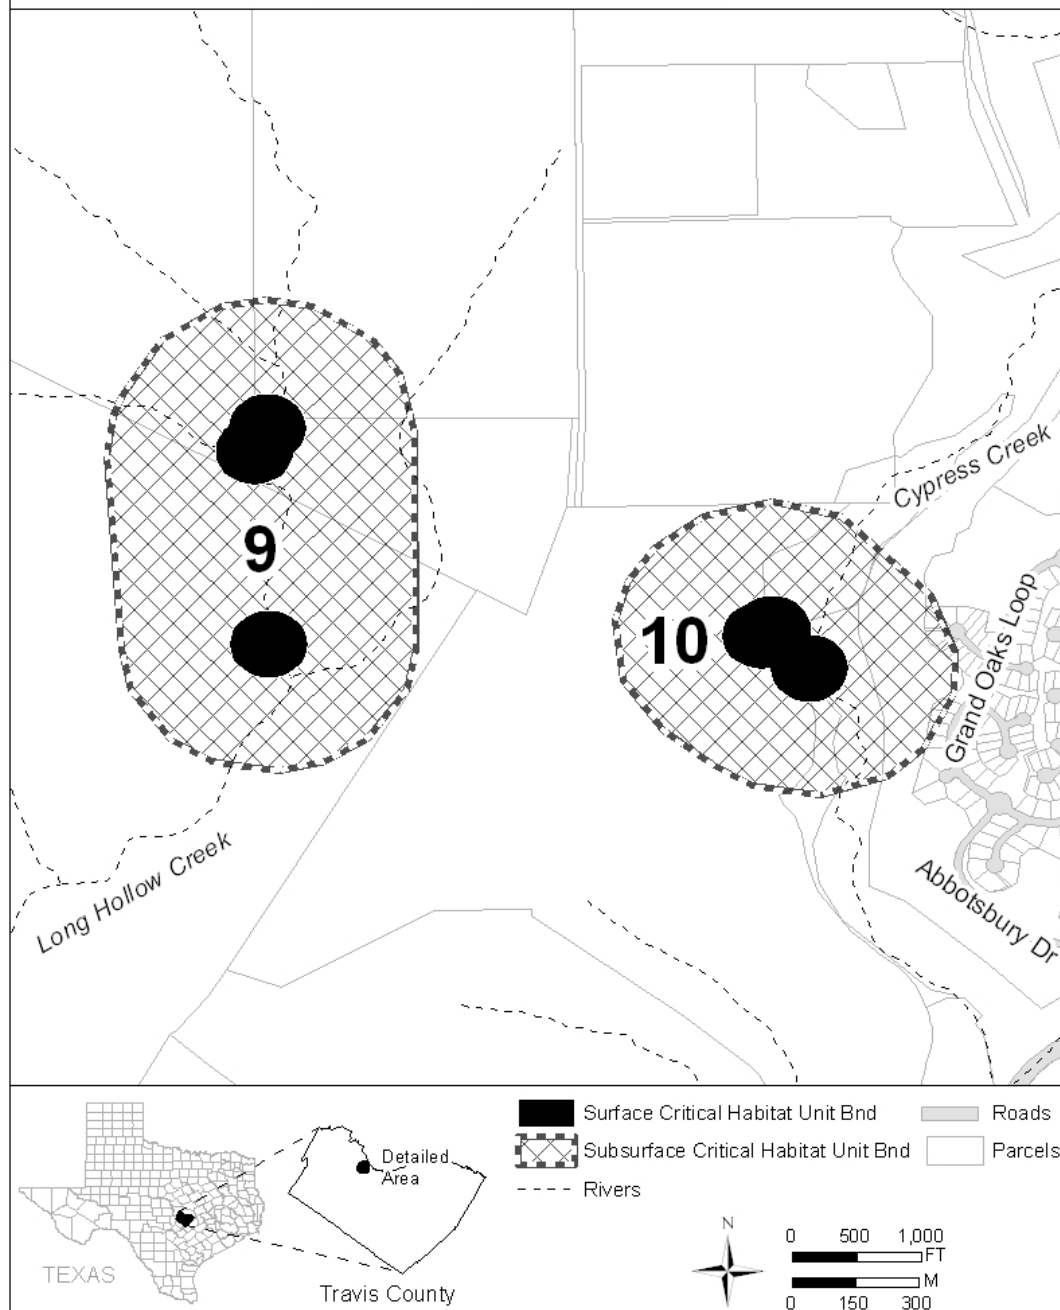 Cypress Creek
9
Grand Oaks Loop
10
Abbotsbury Dr
Long Hollow Creek
Surface Critical Habitat Unit Bnd
Roads
Subsurface Critical Habitat Unit Bnd
Parcels
Rivers
Detailed
Area
TEXAS
Travis County
N
0 500 1,000
FT
M
0 150 300